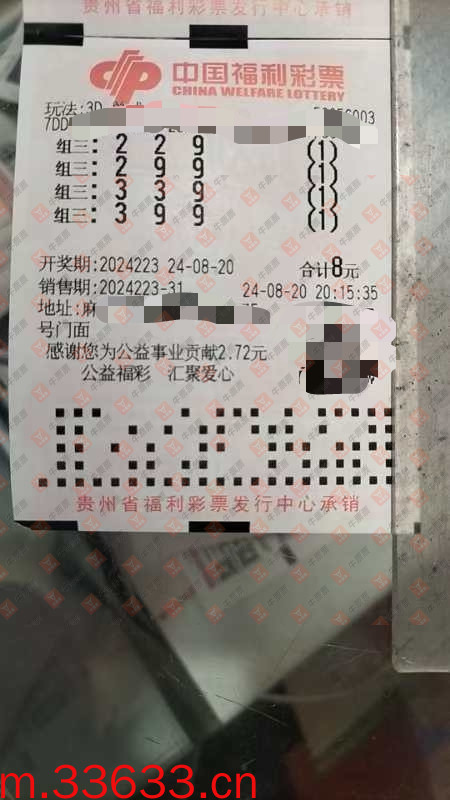 贵州省福利彩票发行中心承销
中国福利彩票
CHINA WELFARE LOTTERY
玩法:3D
7DD
组三: 2 2 9 (1)
组三: 2 9 9 (1)
组三: 3 3 9 (1)
组三: 3 9 9 (1)
开奖期:2024223 24-08-20 合计8元
销售期:2024223-31 24-08-20 20:15:35
地址:麻
号门面
感谢您为公益事业贡献2.72元
公益福彩 汇聚爱心
贵州省福利彩票发行中心承销
m.33633.cn